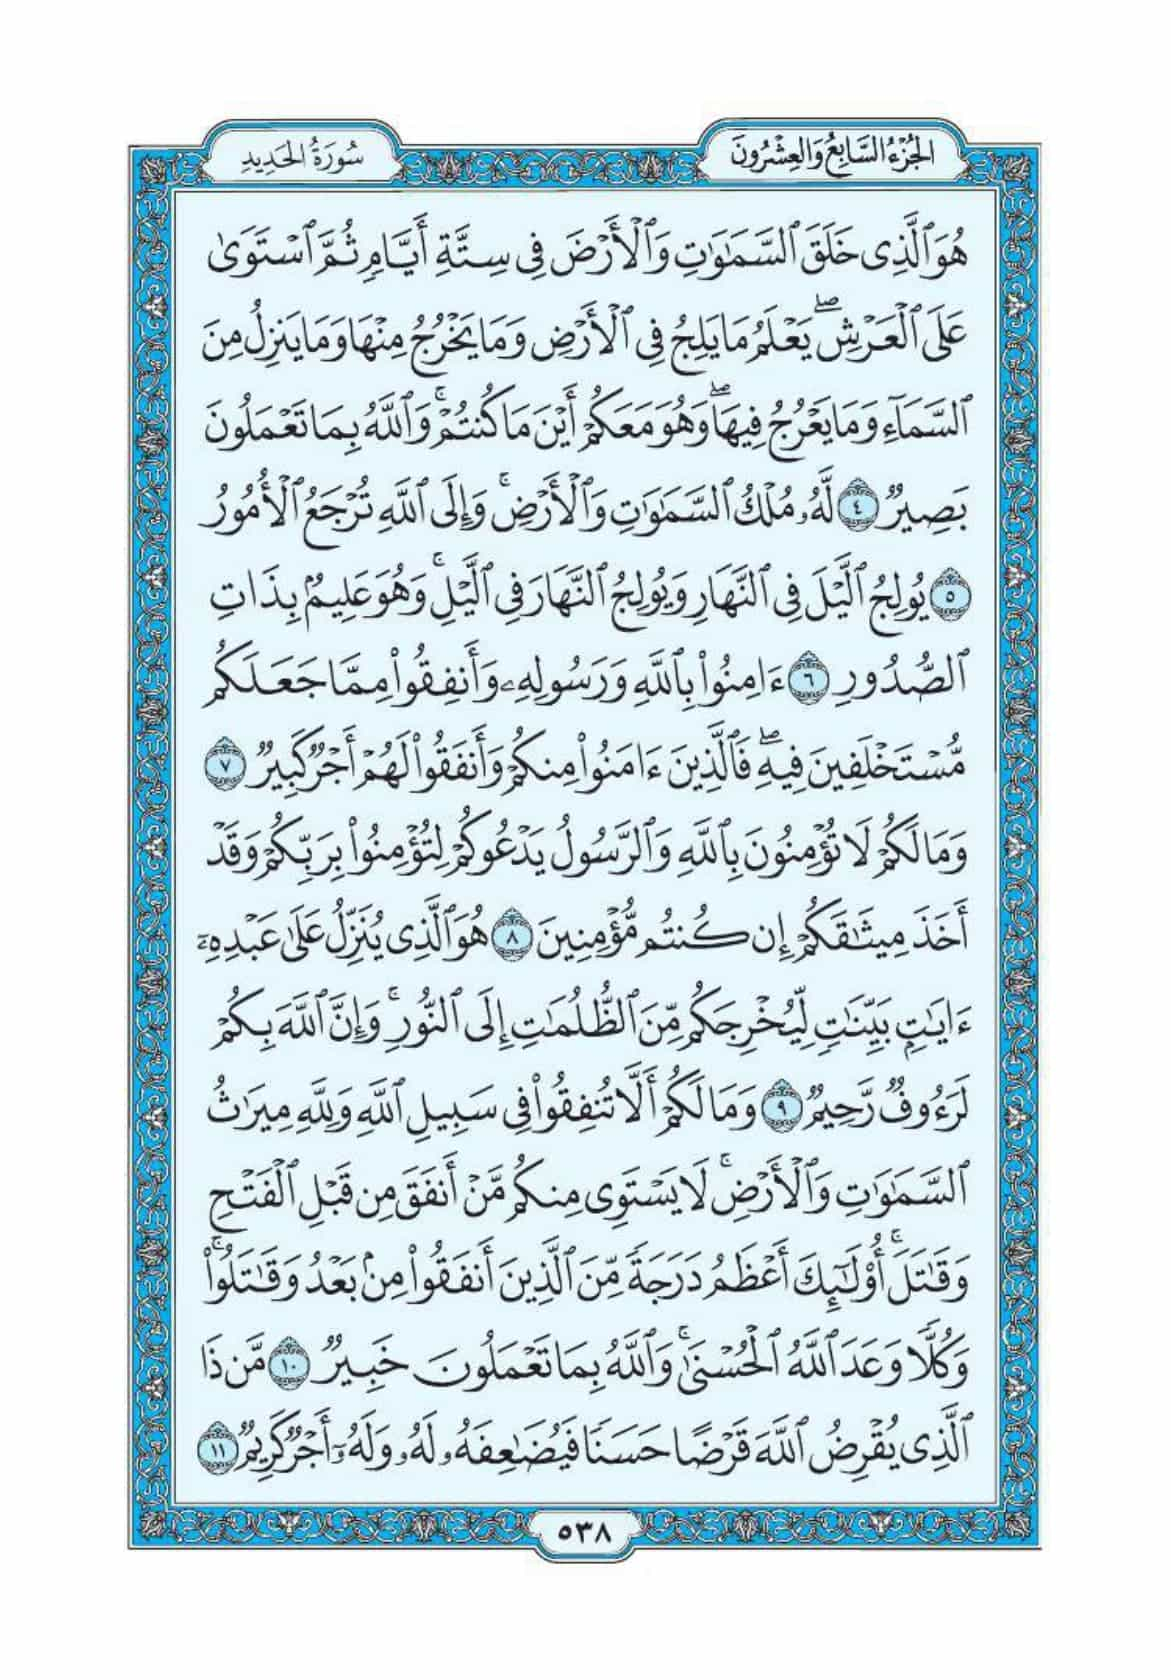 الجُزْءُ السَّابِعُ وَالعِشْرُونَ
سُورَةُ الحَدِيدِ
هُوَ ٱلَّذِى خَلَقَ ٱلسَّمَٰوَٰتِ وَٱلْأَرْضَ فِى سِتَّةِ أَيَّامٍ ثُمَّ ٱسْتَوَىٰ
عَلَى ٱلْعَرْشِ ۖ يَعْلَمُ مَا يَلِجُ فِى ٱلْأَرْضِ وَمَا يَخْرُجُ مِنْهَا وَمَا يَنزِلُ مِنَ
ٱلسَّمَآءِ وَمَا يَعْرُجُ فِيهَا ۖ وَهُوَ مَعَكُمْ أَيْنَ مَا كُنتُمْ ۚ وَٱللَّهُ بِمَا تَعْمَلُونَ
بَصِيرٌ ٤ لَّهُۥ مُلْكُ ٱلسَّمَٰوَٰتِ وَٱلْأَرْضِ ۚ وَإِلَى ٱللَّهِ تُرْجَعُ ٱلْأُمُورُ
٥ يُولِجُ ٱلَّيْلَ فِى ٱلنَّهَارِ وَيُولِجُ ٱلنَّهَارَ فِى ٱلَّيْلِ ۚ وَهُوَ عَلِيمٌۢ بِذَاتِ
ٱلصُّدُورِ ٦ ءَامِنُوا۟ بِٱللَّهِ وَرَسُولِهِۦ وَأَنفِقُوا۟ مِمَّا جَعَلَكُم
مُّسْتَخْلَفِينَ فِيهِ ۖ فَٱلَّذِينَ ءَامَنُوا۟ مِنكُمْ وَأَنفَقُوا۟ لَهُمْ أَجْرٌ كَبِيرٌ ٧
وَمَا لَكُمْ لَا تُؤْمِنُونَ بِٱللَّهِ وَٱلرَّسُولُ يَدْعُوكُمْ لِتُؤْمِنُوا۟ بِرَبِّكُمْ وَقَدْ
أَخَذَ مِيثَٰقَكُمْ إِن كُنتُم مُّؤْمِنِينَ ٨ هُوَ ٱلَّذِى يُنَزِّلُ عَلَىٰ عَبْدِهِۦٓ
ءَايَٰتٍۭ بَيِّنَٰتٍ لِّيُخْرِجَكُم مِّنَ ٱلظُّلُمَٰتِ إِلَى ٱلنُّورِ ۚ وَإِنَّ ٱللَّهَ بِكُمْ
لَرَءُوفٌ رَّحِيمٌ ٩ وَمَا لَكُمْ أَلَّا تُنفِقُوا۟ فِى سَبِيلِ ٱللَّهِ وَلِلَّهِ مِيرَٰثُ
ٱلسَّمَٰوَٰتِ وَٱلْأَرْضِ ۚ لَا يَسْتَوِى مِنكُم مَّنْ أَنفَقَ مِن قَبْلِ ٱلْفَتْحِ
وَقَٰتَلَ ۚ أُو۟لَٰٓئِكَ أَعْظَمُ دَرَجَةً مِّنَ ٱلَّذِينَ أَنفَقُوا۟ مِنۢ بَعْدُ وَقَٰتَلُوا۟ ۚ
وَكُلًّا وَعَدَ ٱللَّهُ ٱلْحُسْنَىٰ ۚ وَٱللَّهُ بِمَا تَعْمَلُونَ خَبِيرٌ ١٠ مَّن ذَا
ٱلَّذِى يُقْرِضُ ٱللَّهَ قَرْضًا حَسَنًا فَيُضَٰعِفَهُۥ لَهُۥ وَلَهُۥٓ أَجْرٌ كَرِيمٌ ١١
٥٣٨